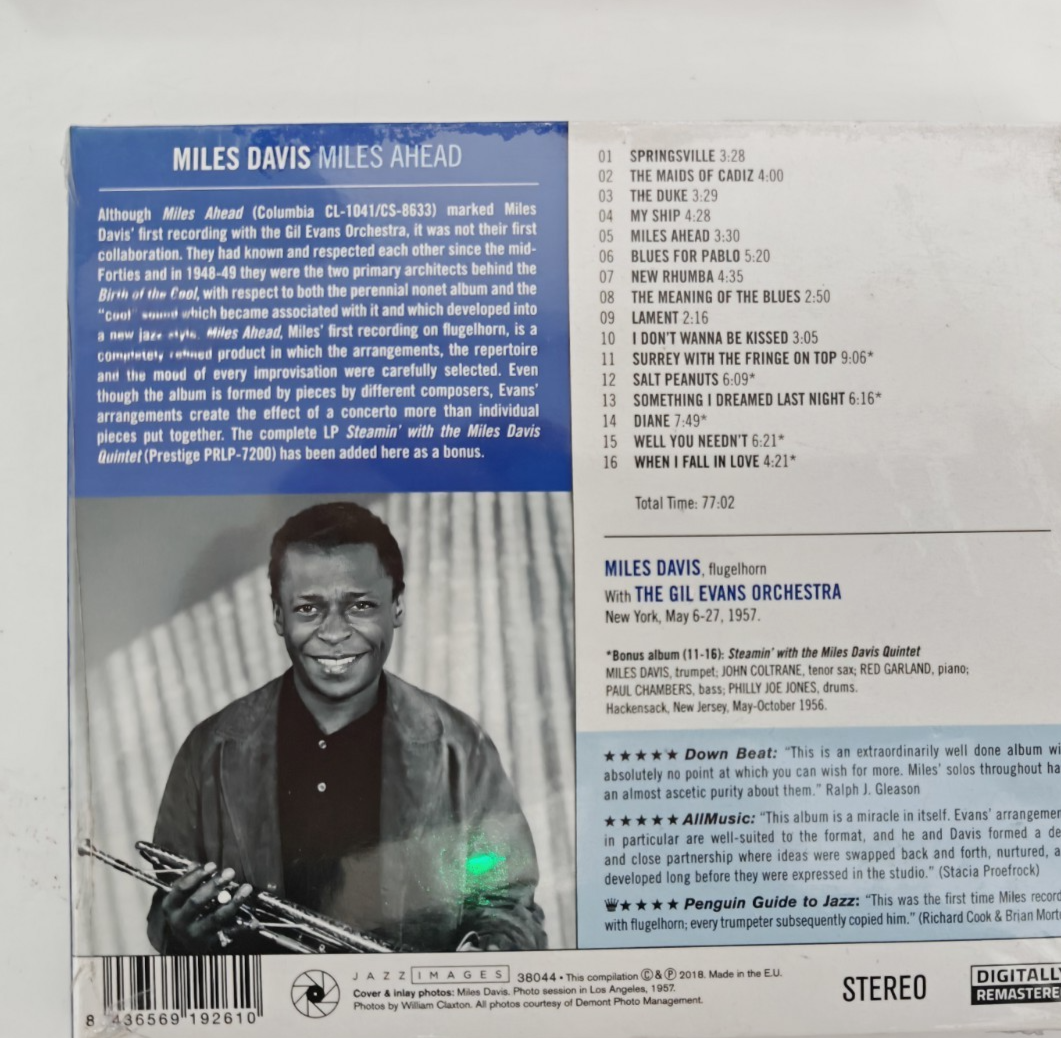 MILES DAVIS MILES AHEAD
Although Miles Ahead (Columbia CL-1041/CS-8633) marked Miles
Davis' first recording with the Gil Evans Orchestra, it was not their first
collaboration. They had known and respected each other since the mid-
Forties and in 1948-49 they were the two primary architects behind the
Birth of the Cool, with respect to both the perennial nonet album and the
"cool" sound which became associated with it and which developed into
a new jazz style. Miles Ahead, Miles' first recording on flugelhorn, is a
completely refined product in which the arrangements, the repertoire
and the mood of every improvisation were carefully selected. Even
though the album is formed by pieces by different composers, Evans'
arrangements create the effect of a concerto more than individual
pieces put together. The complete LP Steamin' with the Miles Davis
Quintet (Prestige PRLP-7200) has been added here as a bonus.
01 SPRINGSVILLE 3:28
02 THE MAIDS OF CADIZ 4:00
03 THE DUKE 3:29
04 MY SHIP 4:28
05 MILES AHEAD 3:30
06 BLUES FOR PABLO 5:20
07 NEW RHUMBA 4:35
08 THE MEANING OF THE BLUES 2:50
09 LAMENT 2:16
10 I DON'T WANNA BE KISSED 3:05
11 SURREY WITH THE FRINGE ON TOP 9:06*
12 SALT PEANUTS 6:09*
13 SOMETHING I DREAMED LAST NIGHT 6:16*
14 DIANE 7:49*
15 WELL YOU NEEDN'T 6:21*
16 WHEN I FALL IN LOVE 4:21*
Total Time: 77:02
MILES DAVIS, flugelhorn
With THE GIL EVANS ORCHESTRA
New York, May 6-27, 1957.
*Bonus album (11-16): Steamin' with the Miles Davis Quintet
MILES DAVIS, trumpet; JOHN COLTRANE, tenor sax; RED GARLAND, piano;
PAUL CHAMBERS, bass; PHILLY JOE JONES, drums.
Hackensack, New Jersey, May-October 1956.
★★★★★ Down Beat: "This is an extraordinarily well done album wi
absolutely no point at which you can wish for more. Miles' solos throughout ha
an almost ascetic purity about them." Ralph J. Gleason
★★★★★ AllMusic: "This album is a miracle in itself. Evans' arrangemen
in particular are well-suited to the format, and he and Davis formed a de
and close partnership where ideas were swapped back and forth, nurtured, a
developed long before they were expressed in the studio." (Stacia Proefrock)
♛★★★★ Penguin Guide to Jazz: "This was the first time Miles record
with flugelhorn; every trumpeter subsequently copied him." (Richard Cook & Brian Morto
8 436569 192610
JAZZ IMAGES 38044 • This compilation © & ℗ 2018. Made in the E.U.
Cover & inlay photos: Miles Davis. Photo session in Los Angeles, 1957.
Photos by William Claxton. All photos courtesy of Demont Photo Management.
STEREO
DIGITALLY
REMASTERE